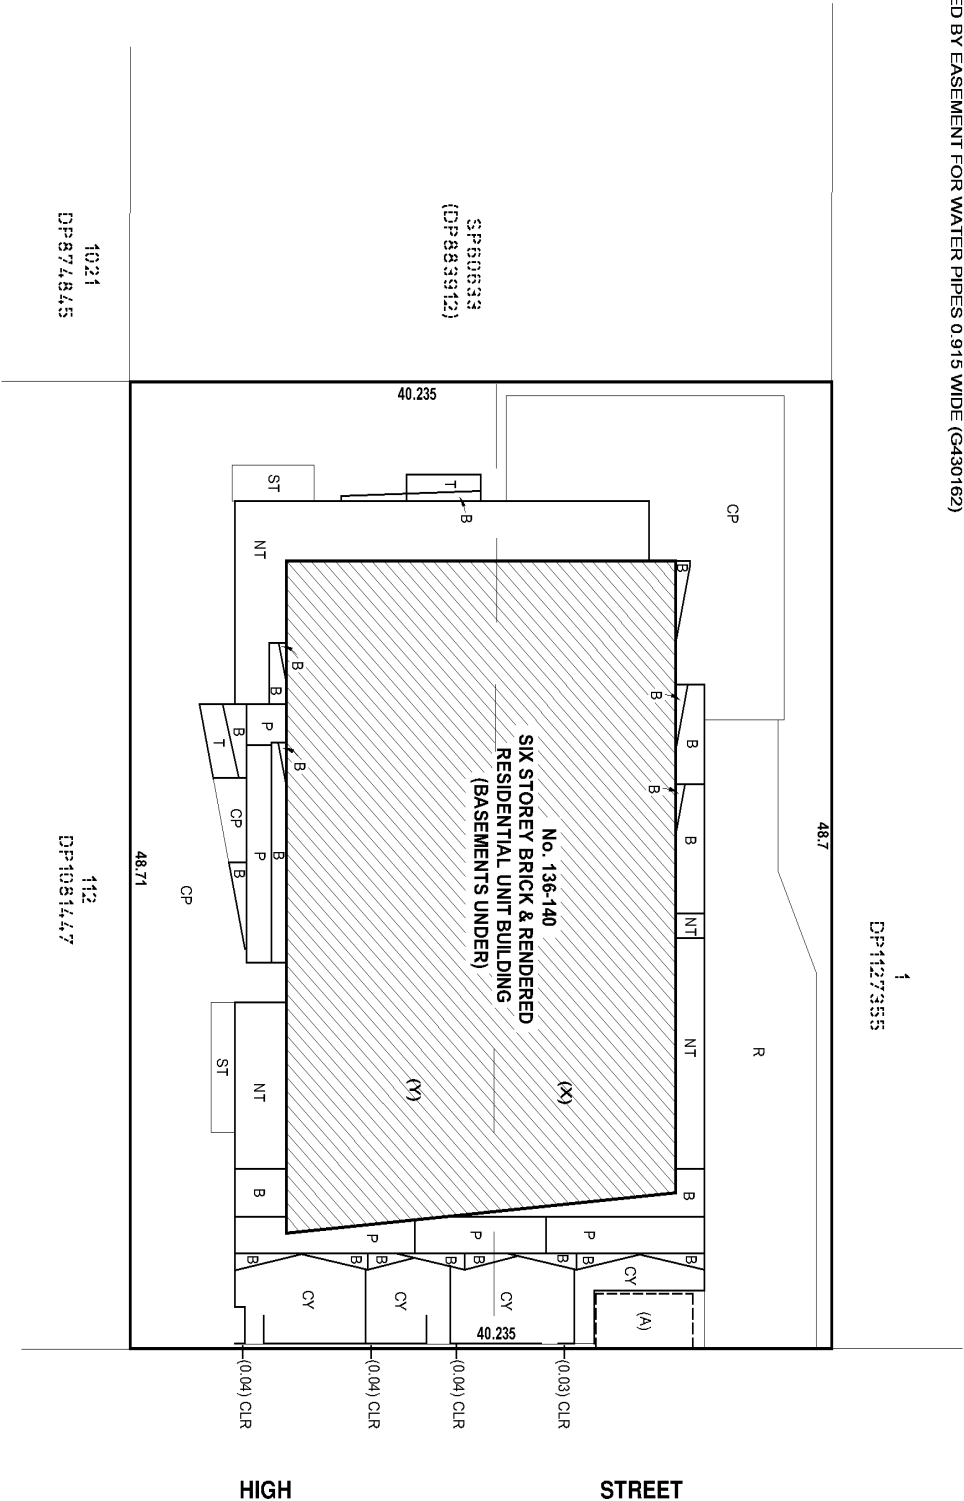 ED BY EASEMENT FOR WATER PIPES 0.915 WIDE (G430162)
SP60633
(DP883912)
1021
DP874845
40.235
ST
T
B
CP
NT
B
B
B
B
B
P
B
T
B
B
B
CP
P
B
B
B
NT
CP
48.71
48.7
112
DP1081447
1
DP1127355
No. 136-140
SIX STOREY BRICK & RENDERED
RESIDENTIAL UNIT BUILDING
(BASEMENTS UNDER)
R
NT
ST
NT
(Y)
(X)
B
B
P
P
P
B
B
B
B
B
B
B
B
CY
CY
CY
CY
(A)
40.235
(0.04) CLR
(0.04) CLR
(0.04) CLR
(0.03) CLR
HIGH STREET